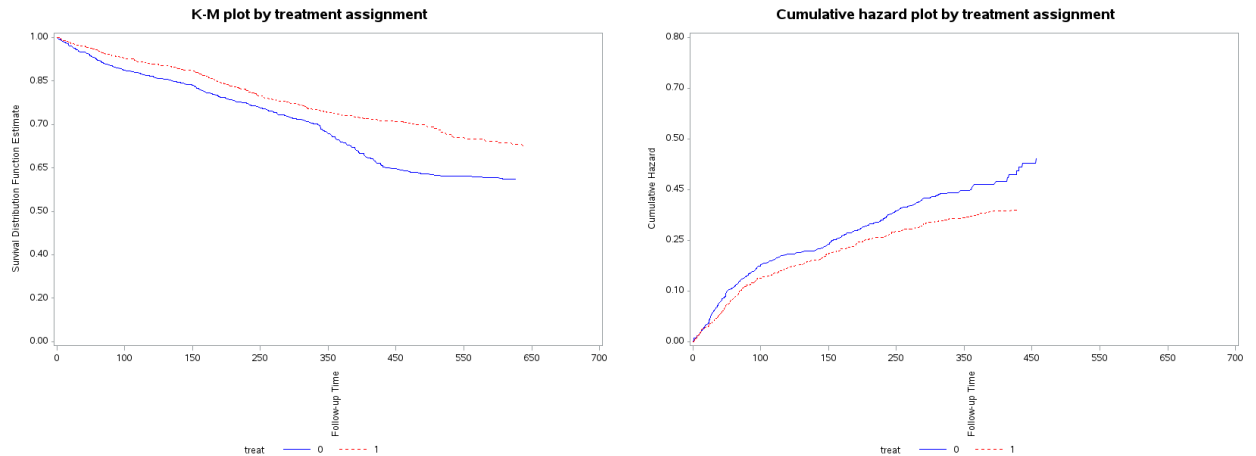 K-M plot by treatment assignment
Survival Distribution Function Estimate
1.00
0.85
0.70
0.65
0.50
0.40
0.20
0.00
0 100 150 250 350 450 550 650 700
Follow-up Time
treat 0 1
Cumulative hazard plot by treatment assignment
Cumulative Hazard
0.80
0.70
0.50
0.45
0.25
0.10
0.00
0 100 150 250 350 450 550 650 700
Follow-up Time
treat 0 1